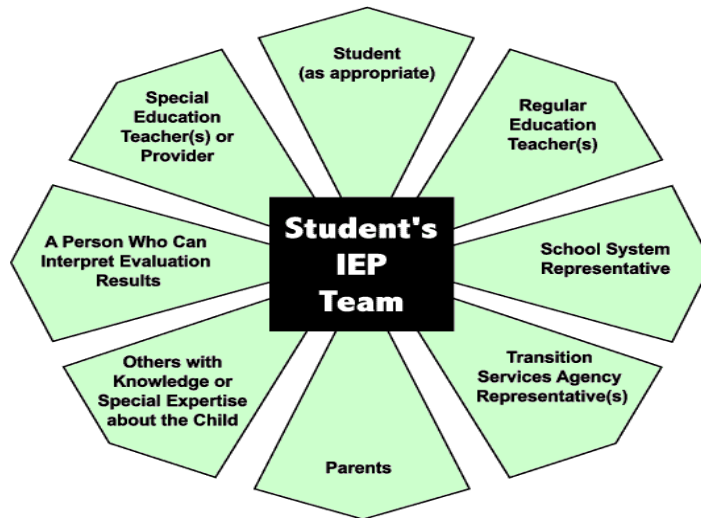 Student
(as appropriate)
Regular
Education
Teacher(s)
School System
Representative
Transition
Services Agency
Representative(s)
Parents
Others with
Knowledge or
Special Expertise
about the Child
A Person Who Can
Interpret Evaluation
Results
Special
Education
Teacher(s) or
Provider
Student's
IEP
Team